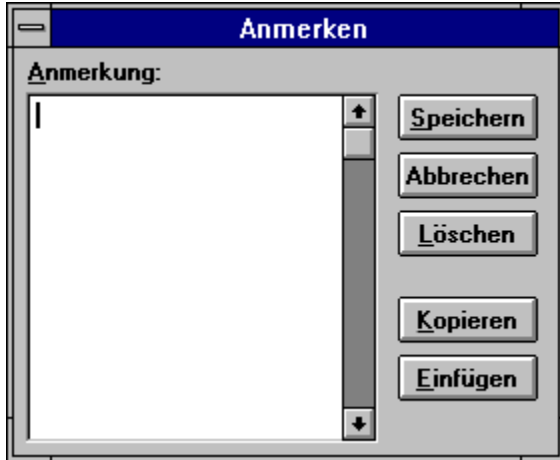 Anmerken
Anmerkung:
Speichern
Abbrechen
Löschen
Kopieren
Einfügen